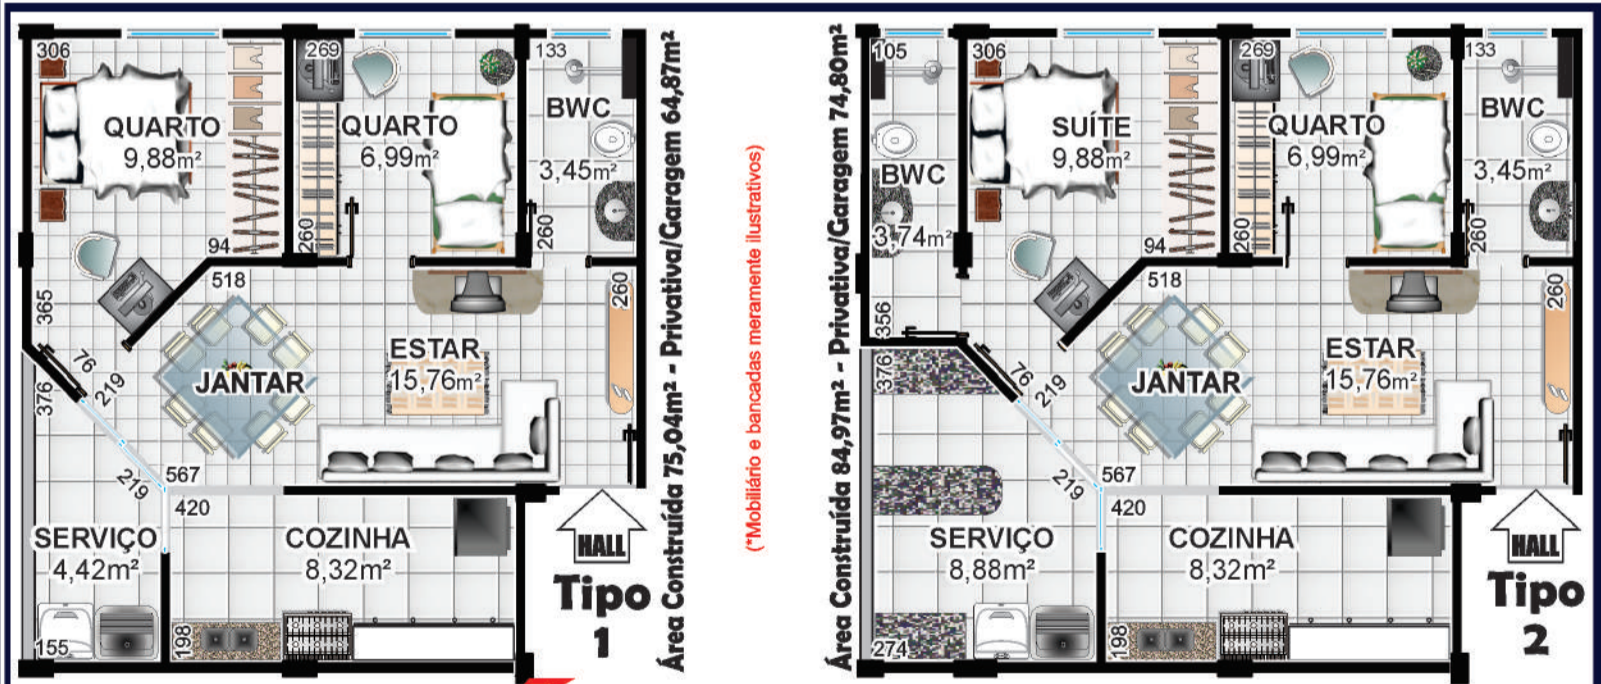 306
QUARTO
9,88m²
94
365
269
QUARTO
6,99m²
260
133
BWC
3,45m²
260
518
JANTAR
ESTAR
15,76m²
260
76
219
376
219
567
420
SERVIÇO
4,42m²
155
COZINHA
8,32m²
198
HALL
Tipo
1
Área Construída 75,04m² - Privativa/Garagem 64,87m²
(*Mobiliário e bancadas meramente ilustrativos)
Área Construída 84,97m² - Privativa/Garagem 74,80m²
105
BWC
3,74m²
356
306
SUÍTE
9,88m²
94
269
QUARTO
6,99m²
260
133
BWC
3,45m²
260
518
JANTAR
ESTAR
15,76m²
260
76
219
376
219
567
420
SERVIÇO
8,88m²
274
COZINHA
8,32m²
198
HALL
Tipo
2